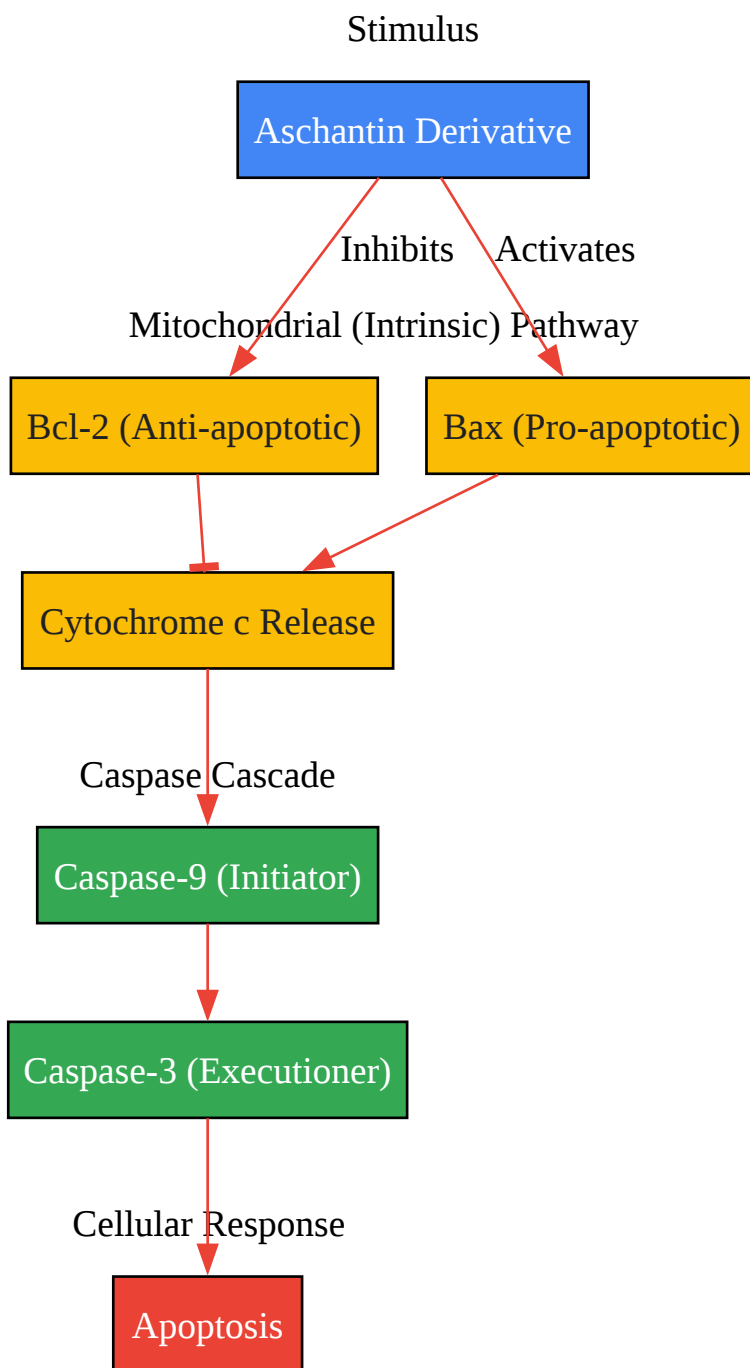 Stimulus
Aschantin Derivative
Inhibits
Activates
Mitochondrial (Intrinsic) Pathway
Bcl-2 (Anti-apoptotic)
Bax (Pro-apoptotic)
Cytochrome c Release
Caspase Cascade
Caspase-9 (Initiator)
Caspase-3 (Executioner)
Cellular Response
Apoptosis